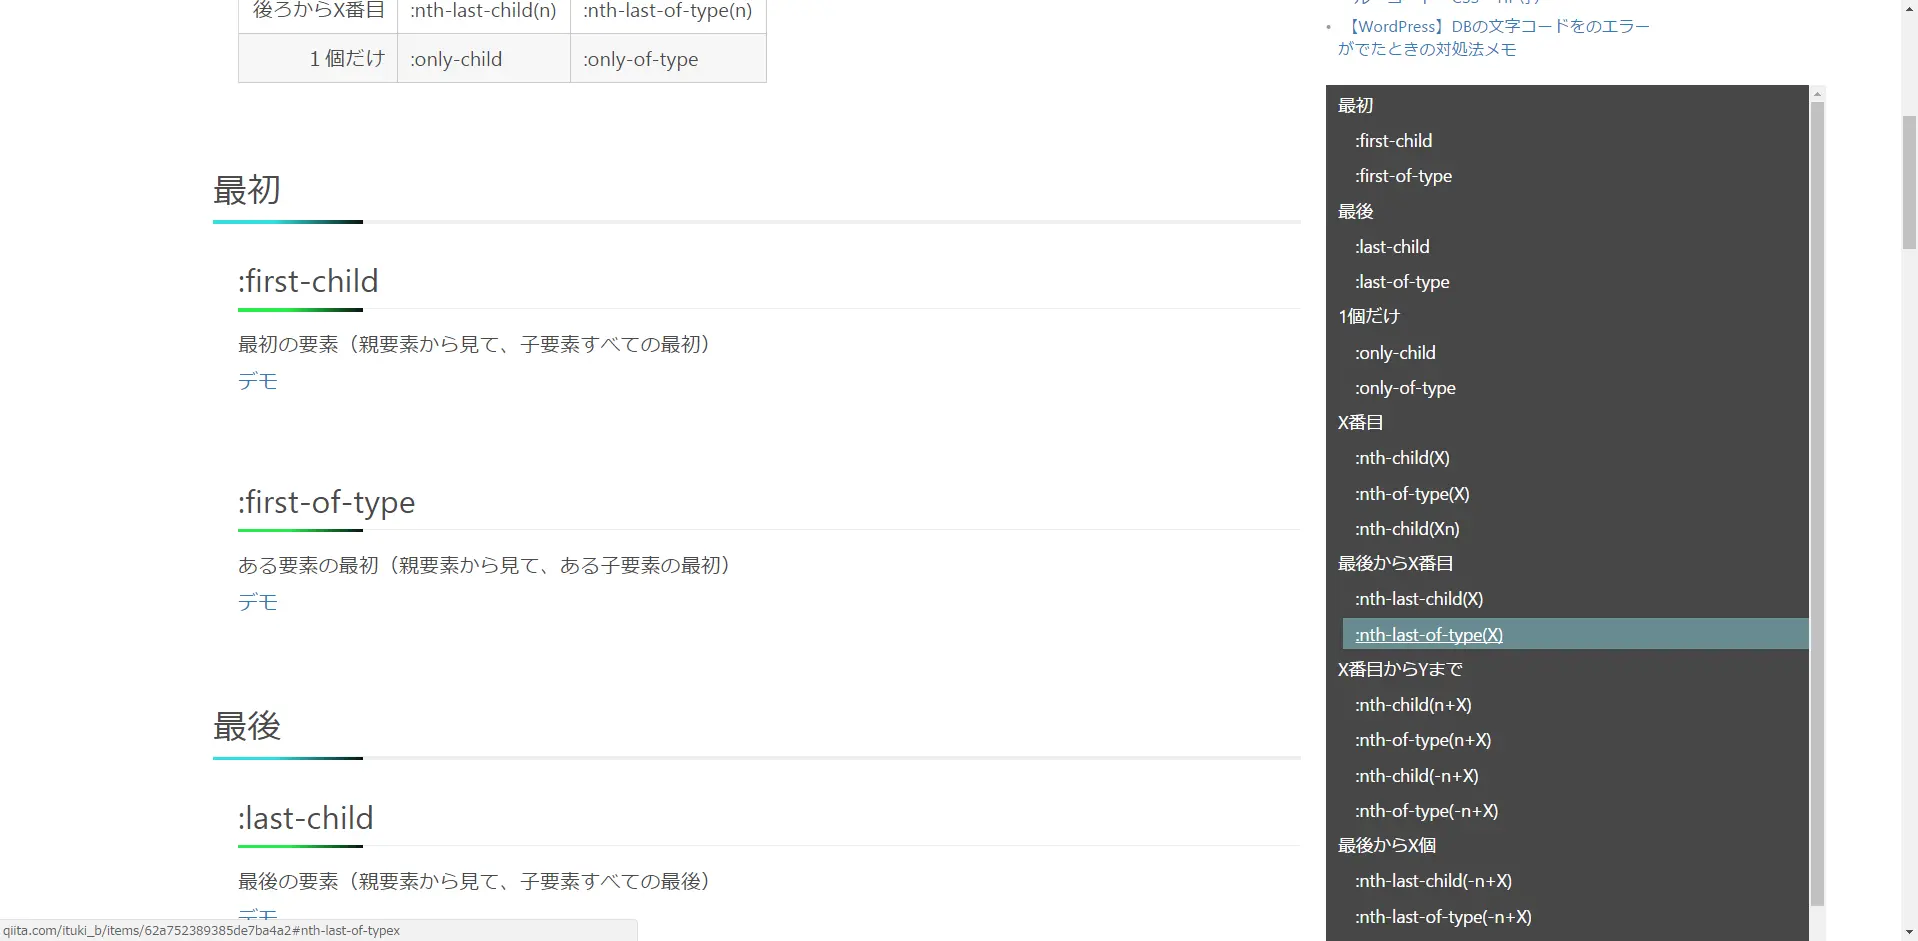 後ろからX番目 :nth-last-child(n) :nth-last-of-type(n)
1個だけ :only-child :only-of-type
最初
:first-child
最初の要素（親要素から見て、子要素すべての最初）
デモ
:first-of-type
ある要素の最初（親要素から見て、ある子要素の最初）
デモ
最後
:last-child
最後の要素（親要素から見て、子要素すべての最後）
デモ
qiita.com/ituki_b/items/62a752389385de7ba4a2#nth-last-of-typex
• 【WordPress】DBの文字コードをのエラー
がでたときの対処法メモ
最初
:first-child
:first-of-type
最後
:last-child
:last-of-type
1個だけ
:only-child
:only-of-type
X番目
:nth-child(X)
:nth-of-type(X)
:nth-child(Xn)
最後からX番目
:nth-last-child(X)
:nth-last-of-type(X)
X番目からYまで
:nth-child(n+X)
:nth-of-type(n+X)
:nth-child(-n+X)
:nth-of-type(-n+X)
最後からX個
:nth-last-child(-n+X)
:nth-last-of-type(-n+X)